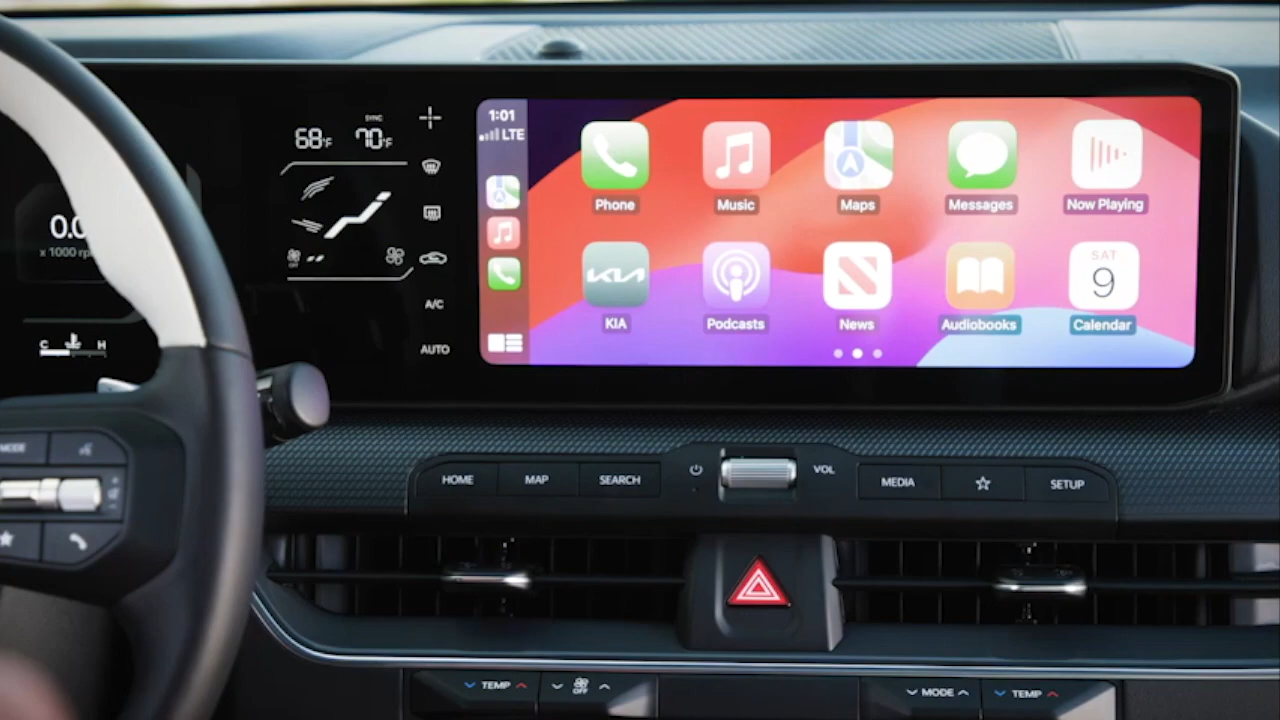 SYNC
68°F
70°F
A/C
AUTO
0.0
x 1000 rpm
C
H
1:01
LTE
Phone
Music
Maps
Messages
Now Playing
KIA
KIA
Podcasts
News
Audiobooks
SAT
9
Calendar
MODE
HOME
MAP
SEARCH
VOL
MEDIA
SETUP
TEMP
OFF
MODE
TEMP